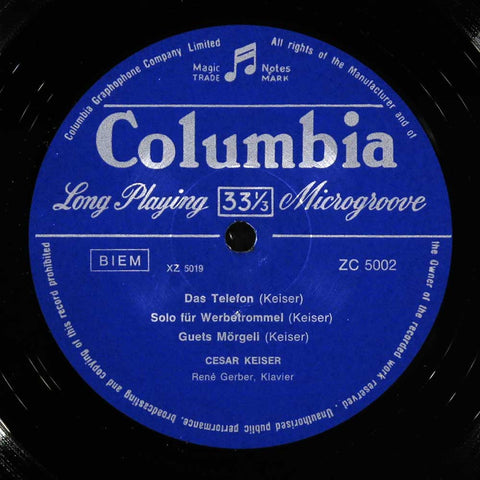 Columbia Graphophone Company Limited
All rights of the Manufacturer and of the Owner of the recorded work reserved. Unauthorised public performance, broadcasting and copying of this record prohibited
Magic Notes
TRADE MARK
Columbia
Long Playing 33⅓ Microgroove
BIEM XZ 5019 ZC 5002
Das Telefon (Keiser)
Solo für Werbetrommel (Keiser)
Guets Mörgeli (Keiser)
CESAR KEISER
René Gerber, Klavier